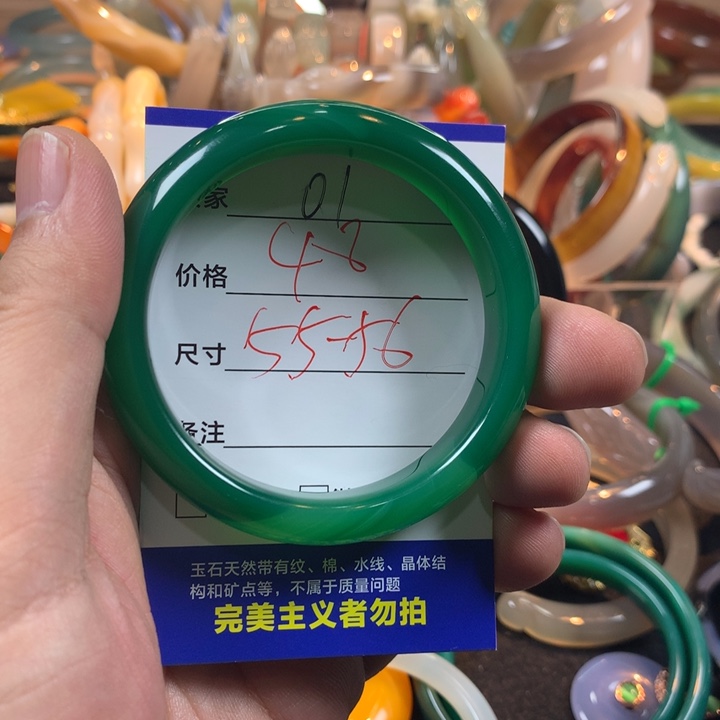 家 01
价格 48
尺寸 55-56
备注
玉石天然带有纹、棉、水线、晶体结
构和矿点等，不属于质量问题
完美主义者勿拍